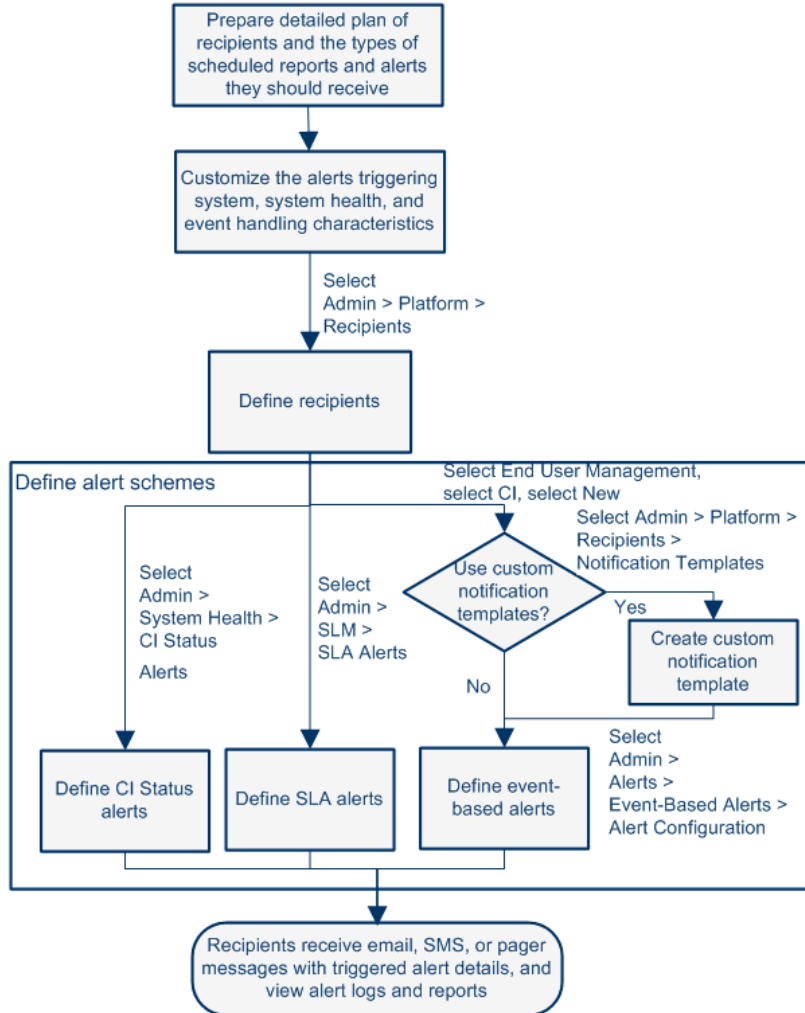 Prepare detailed plan of
recipients and the types of
scheduled reports and alerts
they should receive
Customize the alerts triggering
system, system health, and
event handling characteristics
Select
Admin > Platform >
Recipients
Define recipients
Define alert schemes
Select End User Management,
select CI, select New
Select Admin > Platform >
Recipients >
Notification Templates
Select
Admin >
System Health >
CI Status
Alerts
Select
Admin >
SLM >
SLA Alerts
Use custom
notification
templates?
Yes
Create custom
notification
template
No
Define CI Status
alerts
Define SLA alerts
Define event-
based alerts
Select
Admin >
Alerts >
Event-Based Alerts >
Alert Configuration
Recipients receive email, SMS, or pager
messages with triggered alert details, and
view alert logs and reports